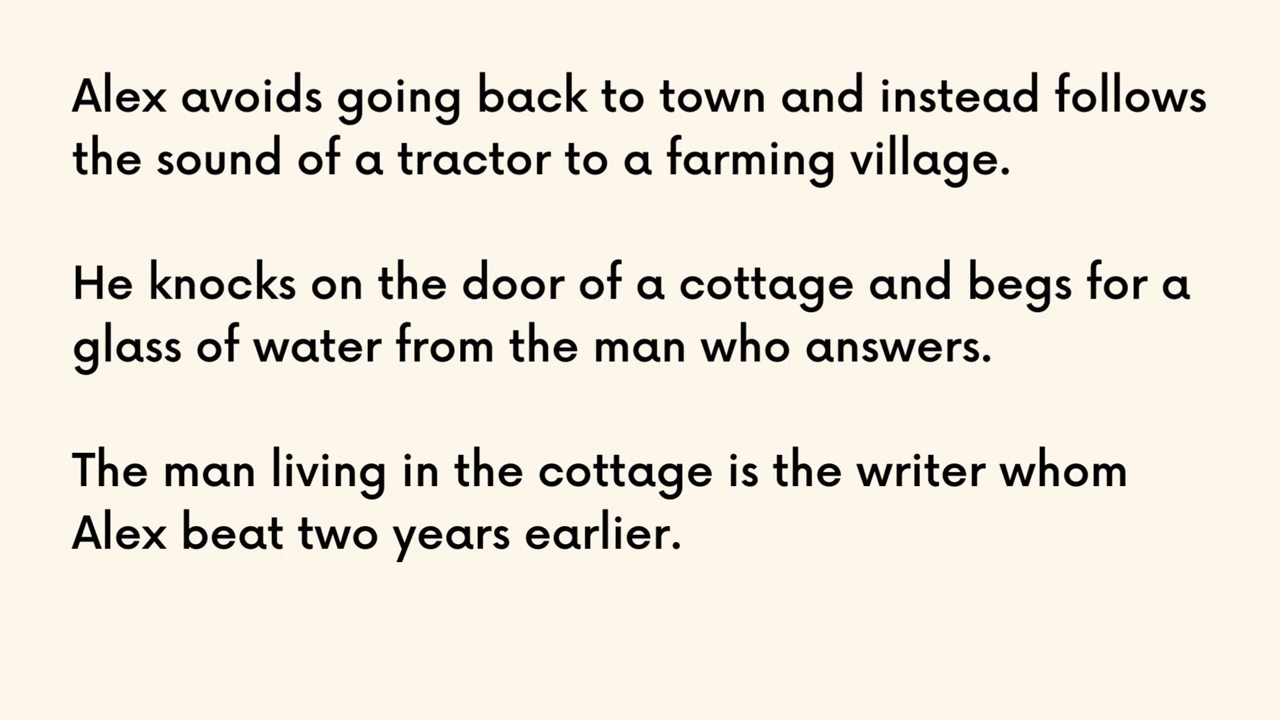 Alex avoids going back to town and instead follows
the sound of a tractor to a farming village.
He knocks on the door of a cottage and begs for a
glass of water from the man who answers.
The man living in the cottage is the writer whom
Alex beat two years earlier.